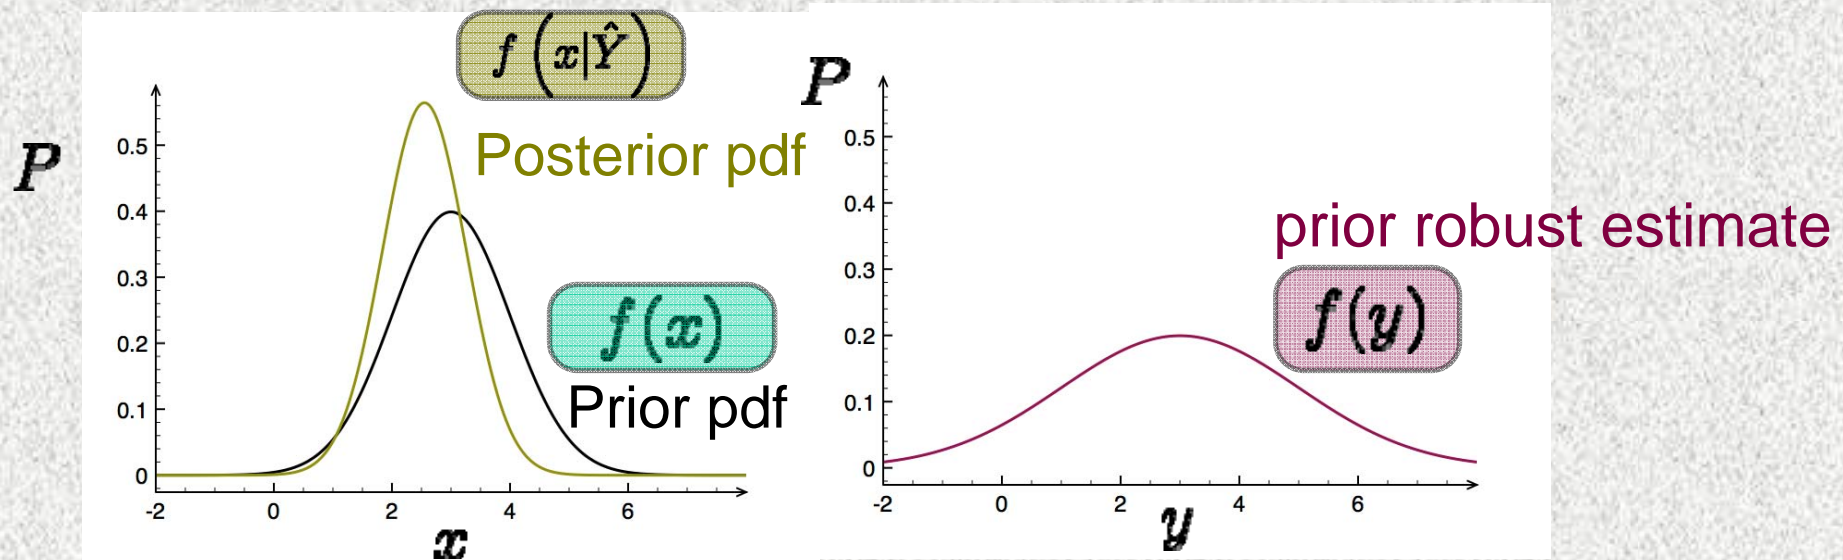 f(x|Ŷ)
Posterior pdf
P
0.5
0.4
0.3
0.2
0.1
0
-2 0 2 4 6
x
f(x)
Prior pdf
P
0.5
0.4
0.3
0.2
0.1
0
-2 0 2 4 6
y
prior robust estimate
f(y)